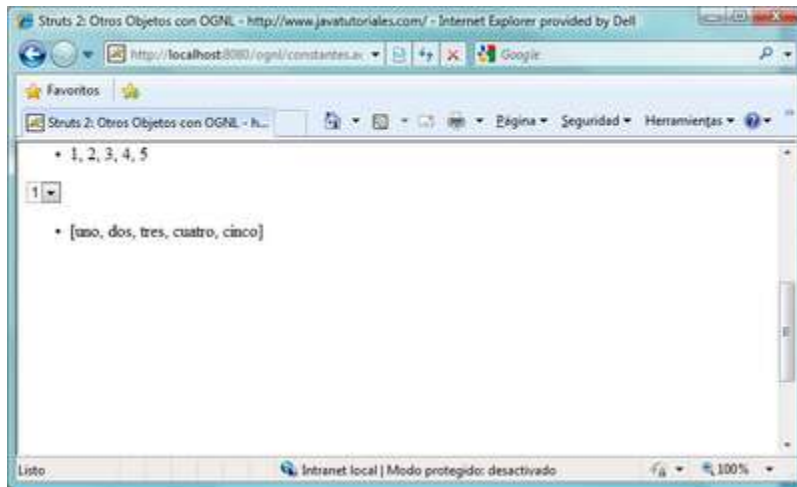 Struts 2: Otros Objetos con OGNL - http://www.javatutoriales.com/ - Internet Explorer provided by Dell
http://localhost:8080/ognl/constantes.ac
Google
Favoritos
Struts 2: Otros Objetos con OGNL - h...
Página
Seguridad
Herramientas
• 1, 2, 3, 4, 5
1
• [uno, dos, tres, cuatro, cinco]
Listo
Intranet local | Modo protegido: desactivado
100%